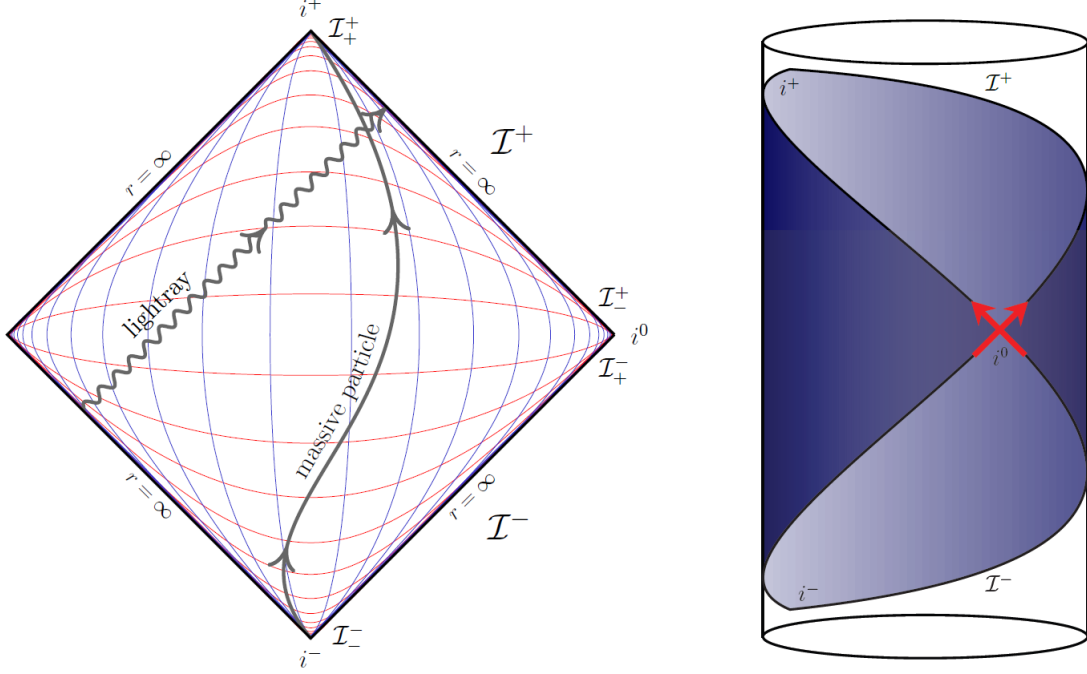 i⁺
𝓘⁺₊
r = ∞
𝓘⁺
r = ∞
lightray
𝓘⁺₋
i⁰
𝓘⁻₊
massive particle
r = ∞
r = ∞
𝓘⁻
𝓘⁻₋
i⁻
i⁺
𝓘⁺
i⁰
i⁻
𝓘⁻